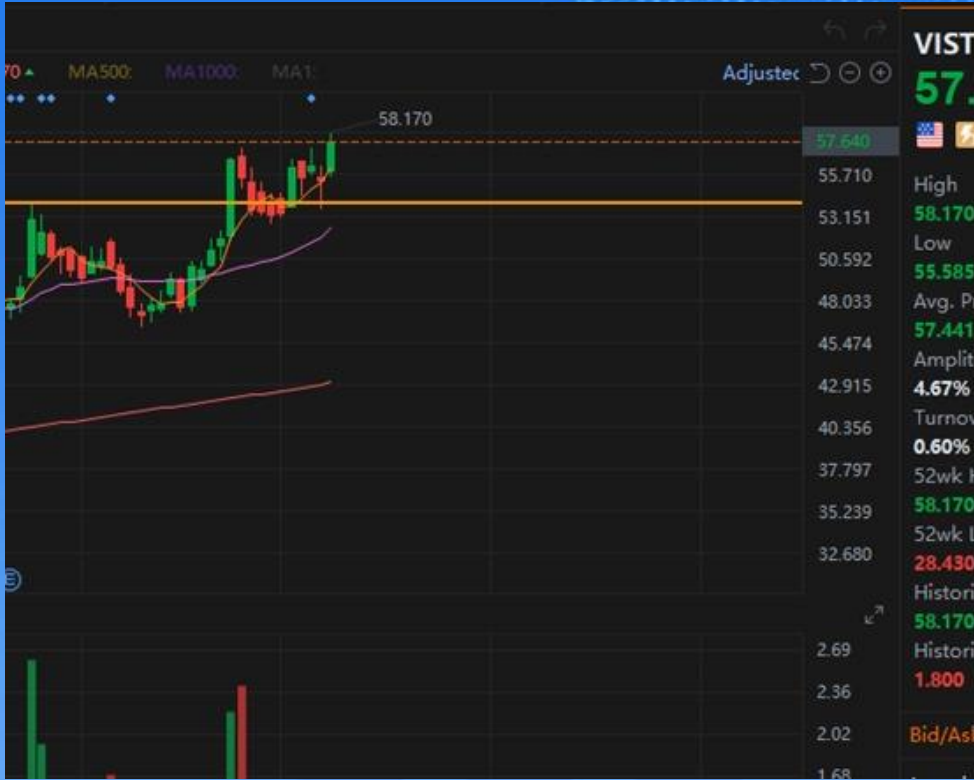 VIST
70 MA500: MA1000: MA1:
Adjusted
57.
58.170
57.640
55.710
53.151
50.592
48.033
45.474
42.915
40.356
37.797
35.239
32.680
E
2.69
2.36
2.02
1.68
High
58.170
Low
55.585
Avg. P
57.441
Amplit
4.67%
Turnov
0.60%
52wk H
58.170
52wk L
28.430
Histori
58.170
Histori
1.800
Bid/Ask